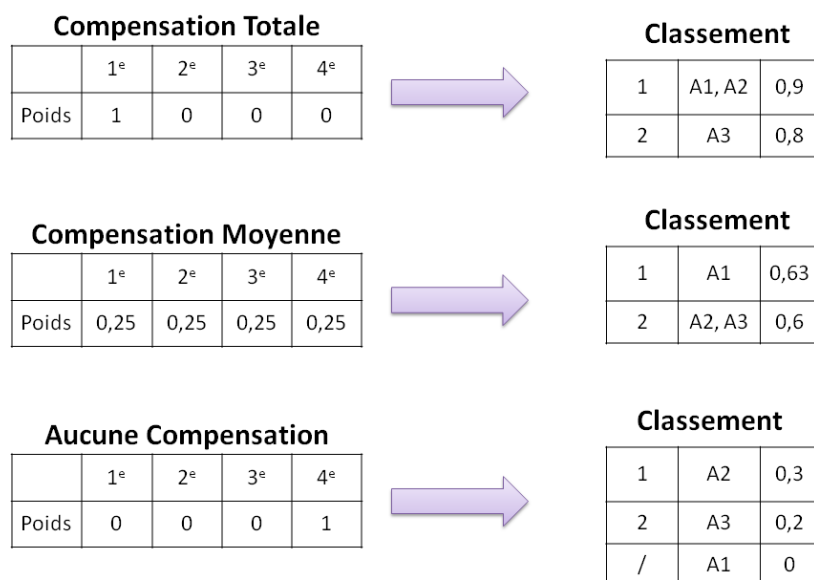 Compensation Totale
1e 2e 3e 4e
Poids 1 0 0 0
Classement
1 A1, A2 0,9
2 A3 0,8
Compensation Moyenne
1e 2e 3e 4e
Poids 0,25 0,25 0,25 0,25
Classement
1 A1 0,63
2 A2, A3 0,6
Aucune Compensation
1e 2e 3e 4e
Poids 0 0 0 1
Classement
1 A2 0,3
2 A3 0,2
/ A1 0